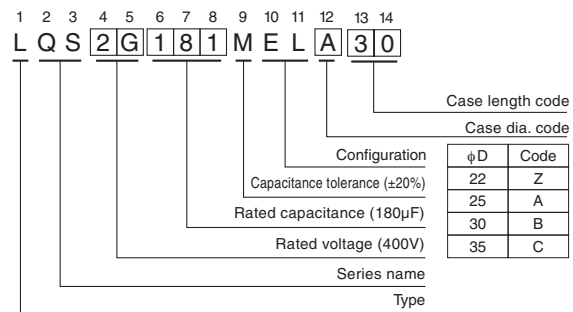 1 2 3 4 5 6 7 8 9 10 11 12 13 14
L Q S 2 G 1 8 1 M E L A 3 0
Case length code
Case dia. code
Configuration
Capacitance tolerance (±20%)
Rated capacitance (180µF)
Rated voltage (400V)
Series name
Type
ϕD Code
22 Z
25 A
30 B
35 C